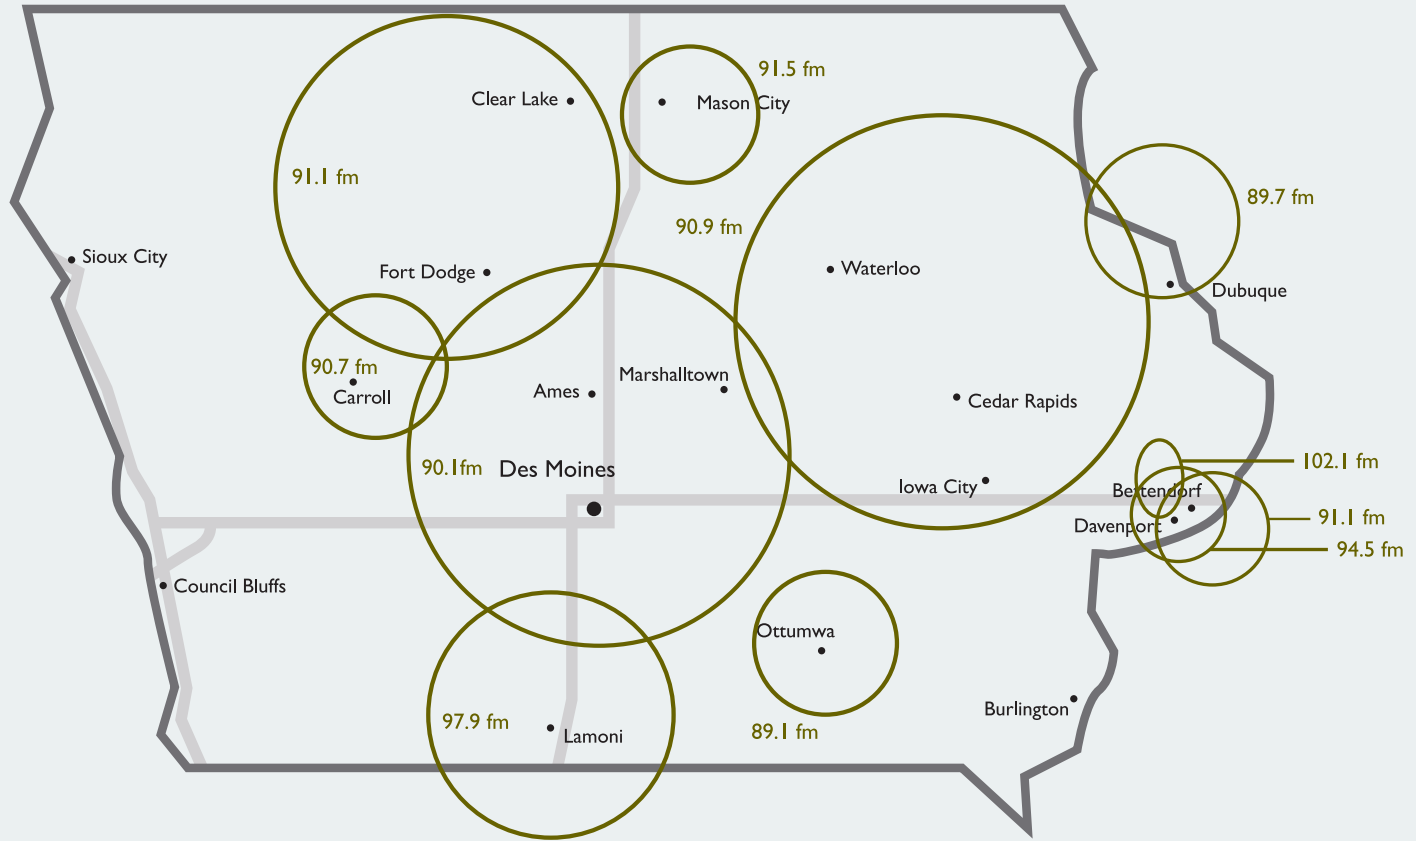 91.5 fm
Clear Lake
Mason City
91.1 fm
89.7 fm
90.9 fm
Sioux City
Fort Dodge
Waterloo
Dubuque
90.7 fm
Carroll
Marshalltown
Ames
Cedar Rapids
90.1fm
Des Moines
102.1 fm
Iowa City
Bettendorf
91.1 fm
Davenport
94.5 fm
Council Bluffs
Ottumwa
Burlington
97.9 fm
Lamoni
89.1 fm